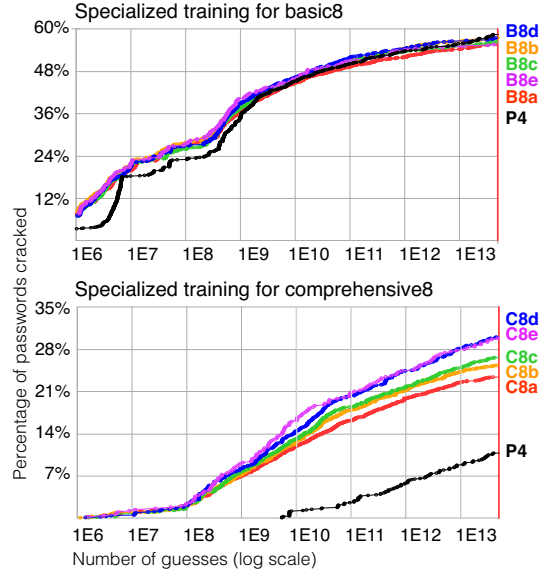 Specialized training for basic8
60%
48%
36%
24%
12%
1E6 1E7 1E8 1E9 1E10 1E11 1E12 1E13
B8d
B8b
B8c
B8e
B8a
P4
Percentage of passwords cracked
Specialized training for comprehensive8
35%
28%
21%
14%
7%
1E6 1E7 1E8 1E9 1E10 1E11 1E12 1E13
C8d
C8e
C8c
C8b
C8a
P4
Number of guesses (log scale)